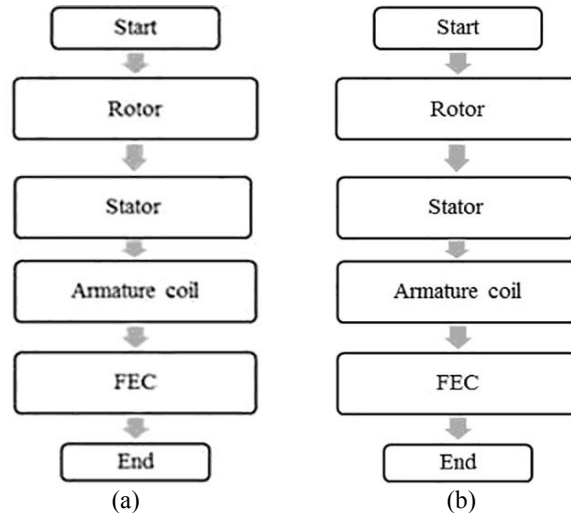 Start
Rotor
Stator
Armature coil
FEC
End
(a)
Start
Rotor
Stator
Armature coil
FEC
End
(b)